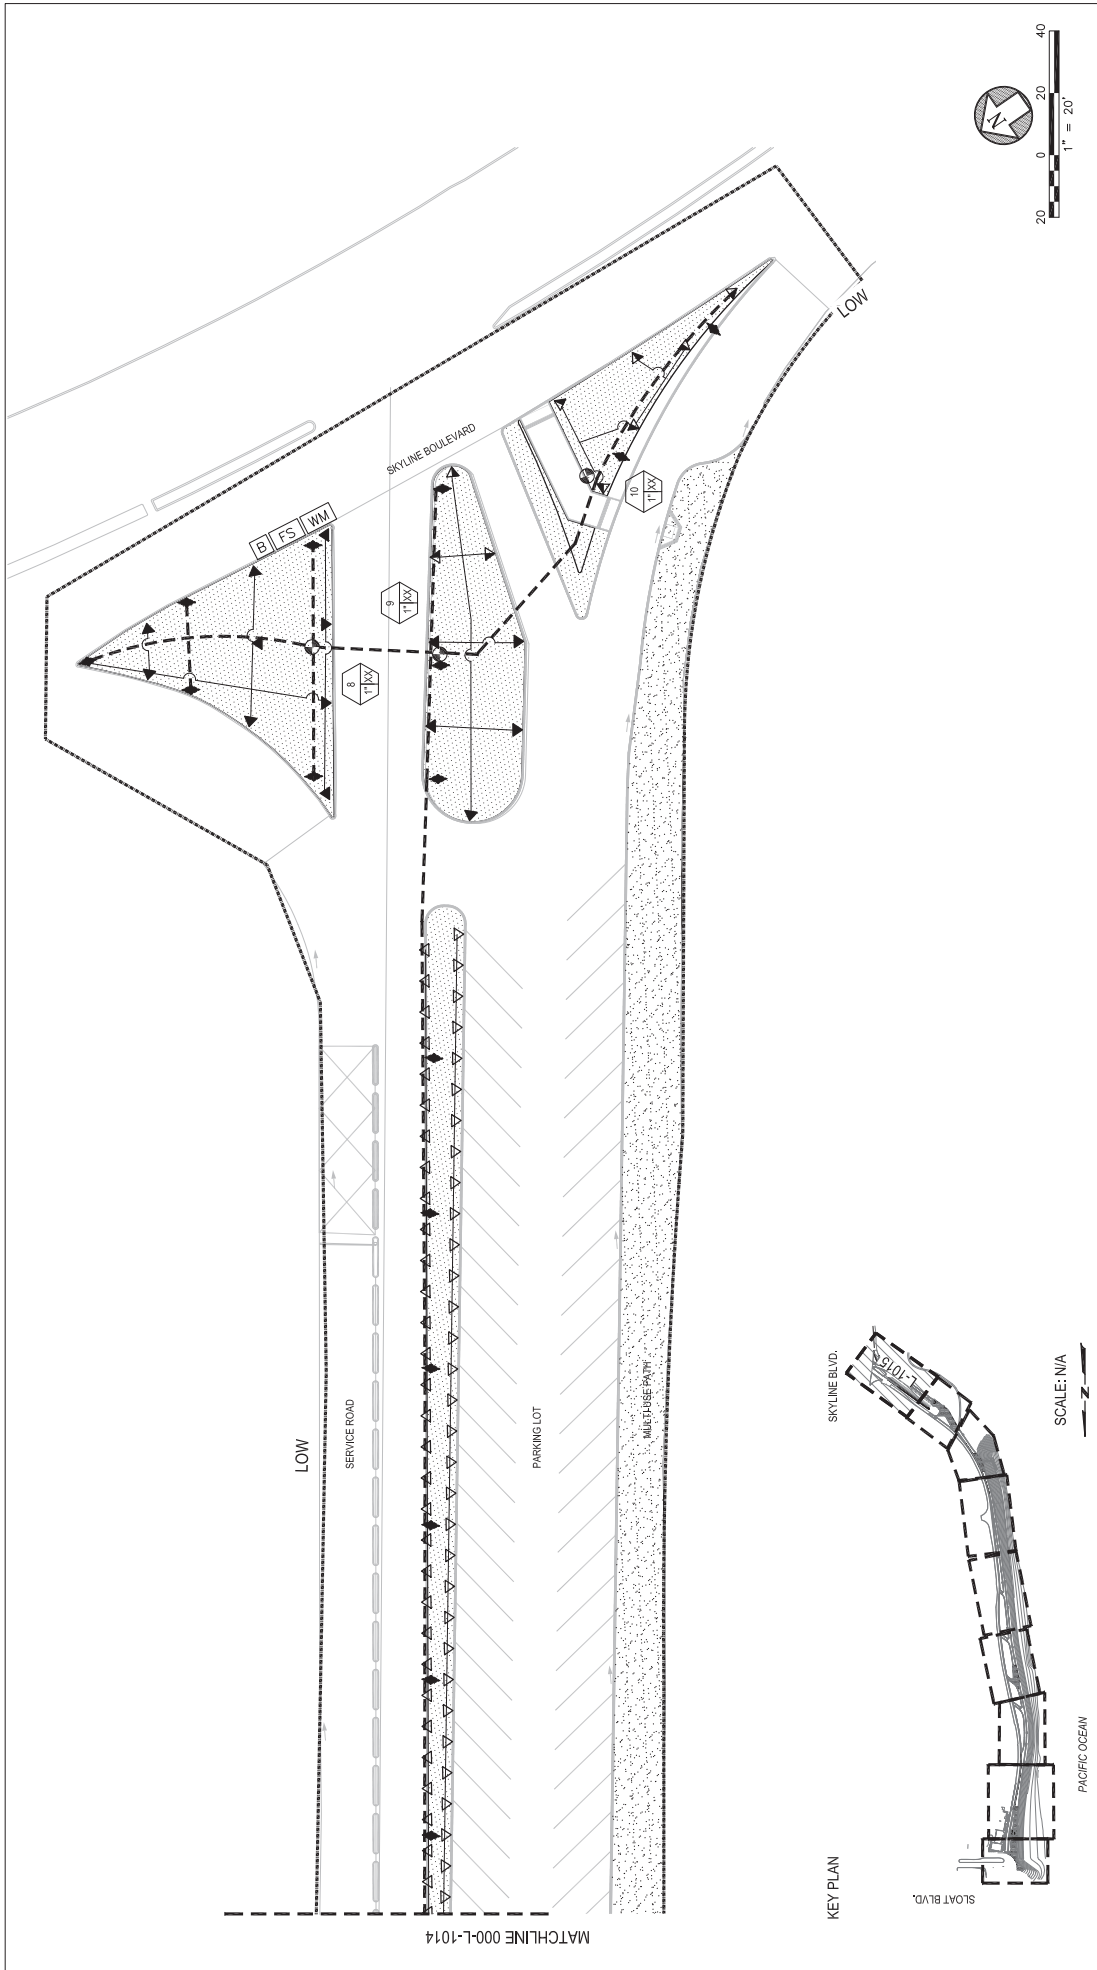 40
20
0
20
1" = 20'
N
LOW
SKYLINE BOULEVARD
B
FS
WM
10
1" XX
9
1" XX
8
1" XX
LOW
SERVICE ROAD
PARKING LOT
MULTI-USE PATH
MATCHLINE 000-L-1014
KEY PLAN
SKYLINE BLVD.
L-1015
SLOAT BLVD.
PACIFIC OCEAN
SCALE: N/A
N